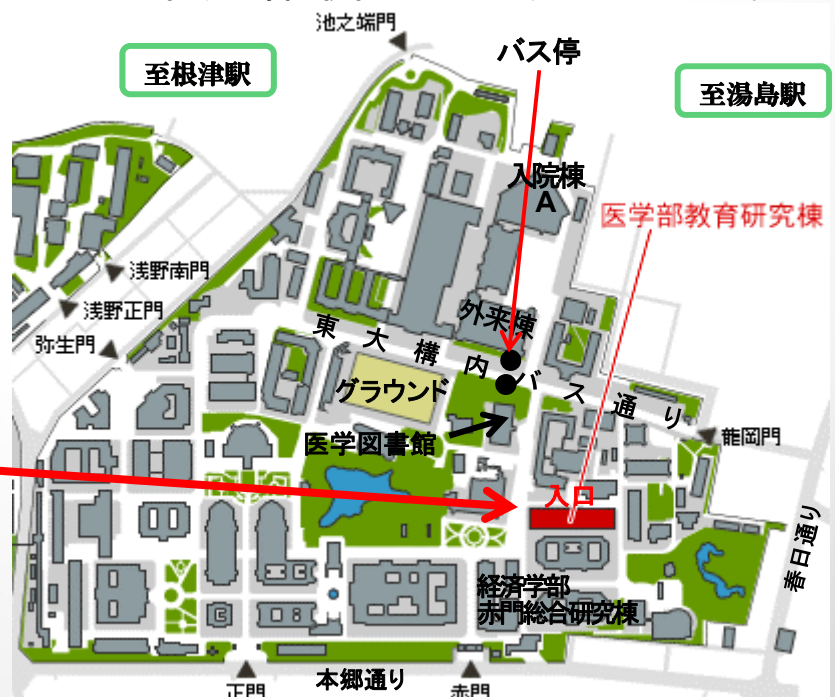 池之端門
バス停
至根津駅
至湯島駅
入院棟
A
医学部教育研究棟
浅野南門
浅野正門
弥生門
外来棟
東大構内バス通り
グラウンド
医学図書館
龍岡門
入口
春日通り
経済学部
赤門総合研究棟
本郷通り
正門
赤門